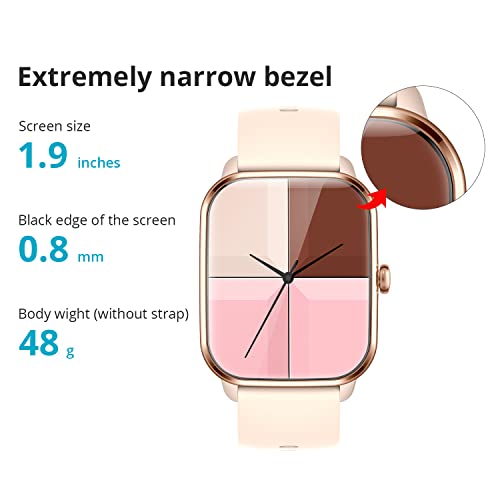 Extremely narrow bezel
Screen size
1.9 inches
Black edge of the screen
0.8 mm
Body wight (without strap)
48 g